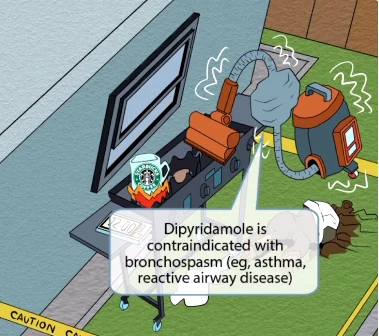 Dipyridamole is
contraindicated with
bronchospasm (eg, asthma,
reactive airway disease)
CAUTION